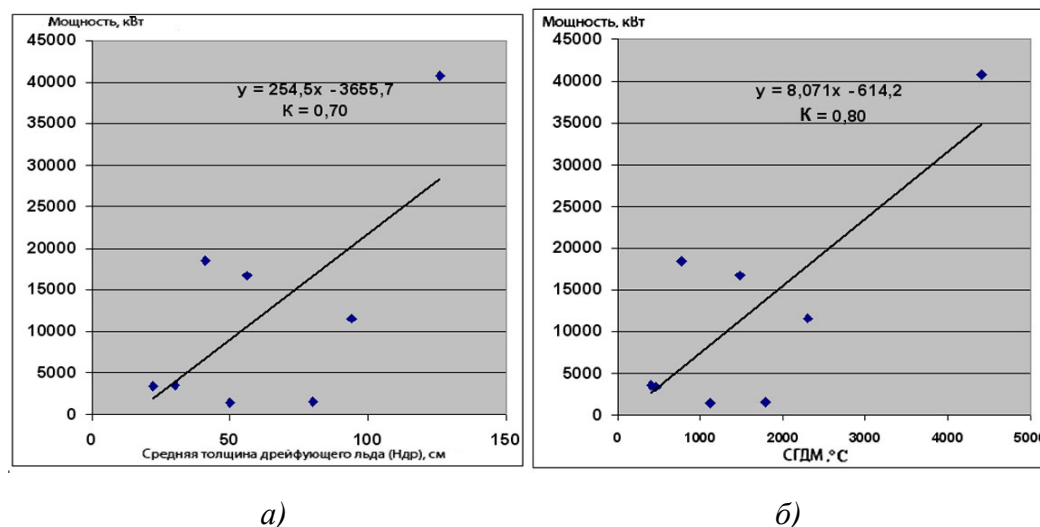 Мощность, кВт
45000
40000
35000
30000
25000
20000
15000
10000
5000
0
y = 254,5x - 3655,7
K = 0,70
0 50 100 150
Средняя толщина дрейфующего льда (Hдр), см
а)
Мощность, кВт
45000
40000
35000
30000
25000
20000
15000
10000
5000
0
y = 8,071x - 614,2
K = 0,80
0 1000 2000 3000 4000 5000
СГДМ, °C
б)